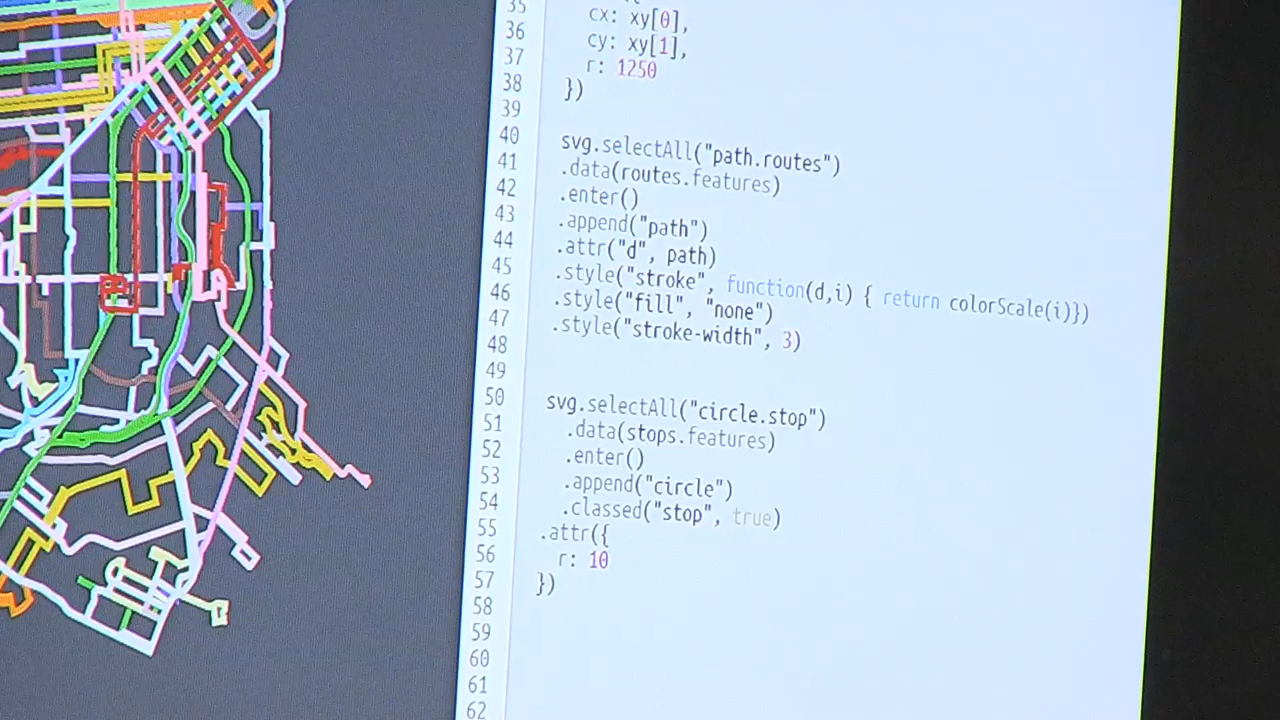 35
36 cx: xy[0],
37 cy: xy[1],
38 r: 1250
39 })
40
41 svg.selectAll("path.routes")
42 .data(routes.features)
43 .enter()
44 .append("path")
45 .attr("d", path)
46 .style("stroke", function(d,i) { return colorScale(i)})
47 .style("fill", "none")
48 .style("stroke-width", 3)
49
50
51 svg.selectAll("circle.stop")
52 .data(stops.features)
53 .enter()
54 .append("circle")
55 .classed("stop", true)
56 .attr({
57 r: 10
58 })
59
60
61
62